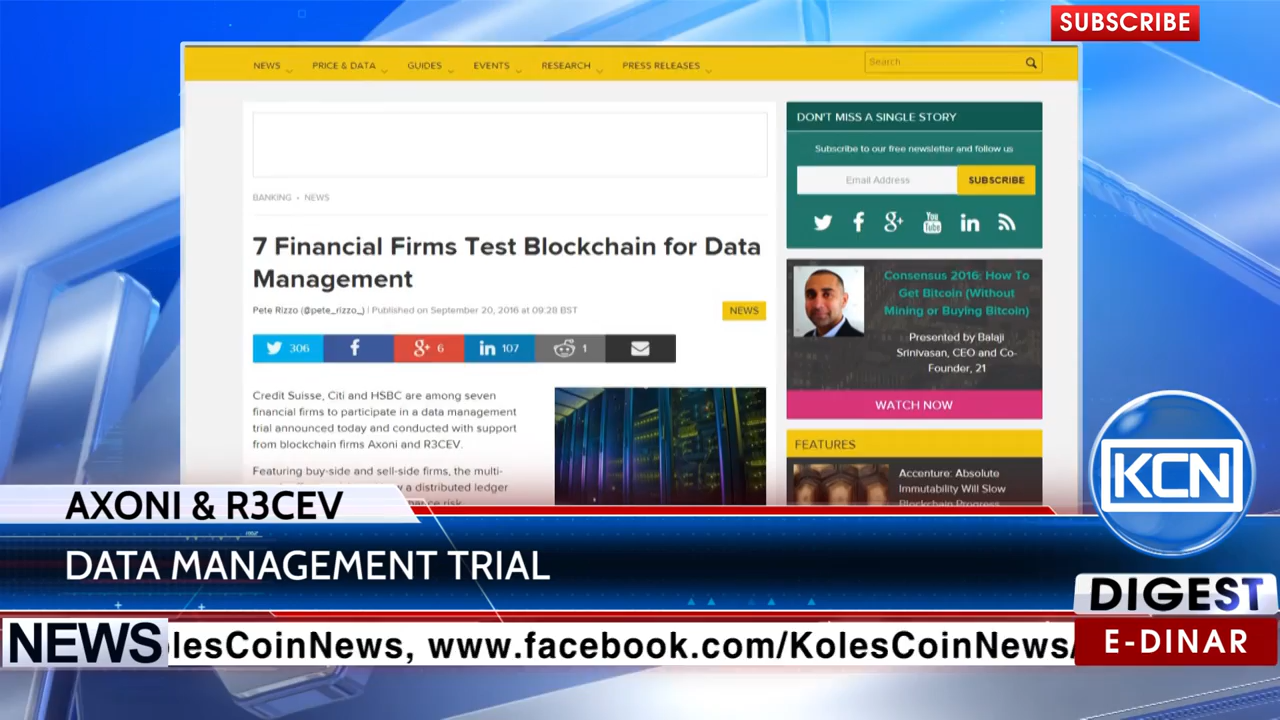 SUBSCRIBE
NEWS PRICE & DATA GUIDES EVENTS RESEARCH PRESS RELEASES
Search
DON'T MISS A SINGLE STORY
Subscribe to our free newsletter and follow us
Email Address
SUBSCRIBE
BANKING • NEWS
7 Financial Firms Test Blockchain for Data
Management
Pete Rizzo (@pete_rizzo_) | Published on September 20, 2016 at 09:28 BST
NEWS
306
6
107
1
Credit Suisse, Citi and HSBC are among seven
financial firms to participate in a data management
trial announced today and conducted with support
from blockchain firms Axoni and R3CEV.
Featuring buy-side and sell-side firms, the multi-
a distributed ledger
risk.
Consensus 2016: How To
Get Bitcoin (Without
Mining or Buying Bitcoin)
Presented by Balaji
Srinivasan, CEO and Co-
Founder, 21
WATCH NOW
FEATURES
Accenture: Absolute
Immutability Will Slow
Blockchain Progress
KCN
AXONI & R3CEV
DATA MANAGEMENT TRIAL
DIGEST
E-DINAR
NEWS
lesCoinNews, www.facebook.com/KolesCoinNews/